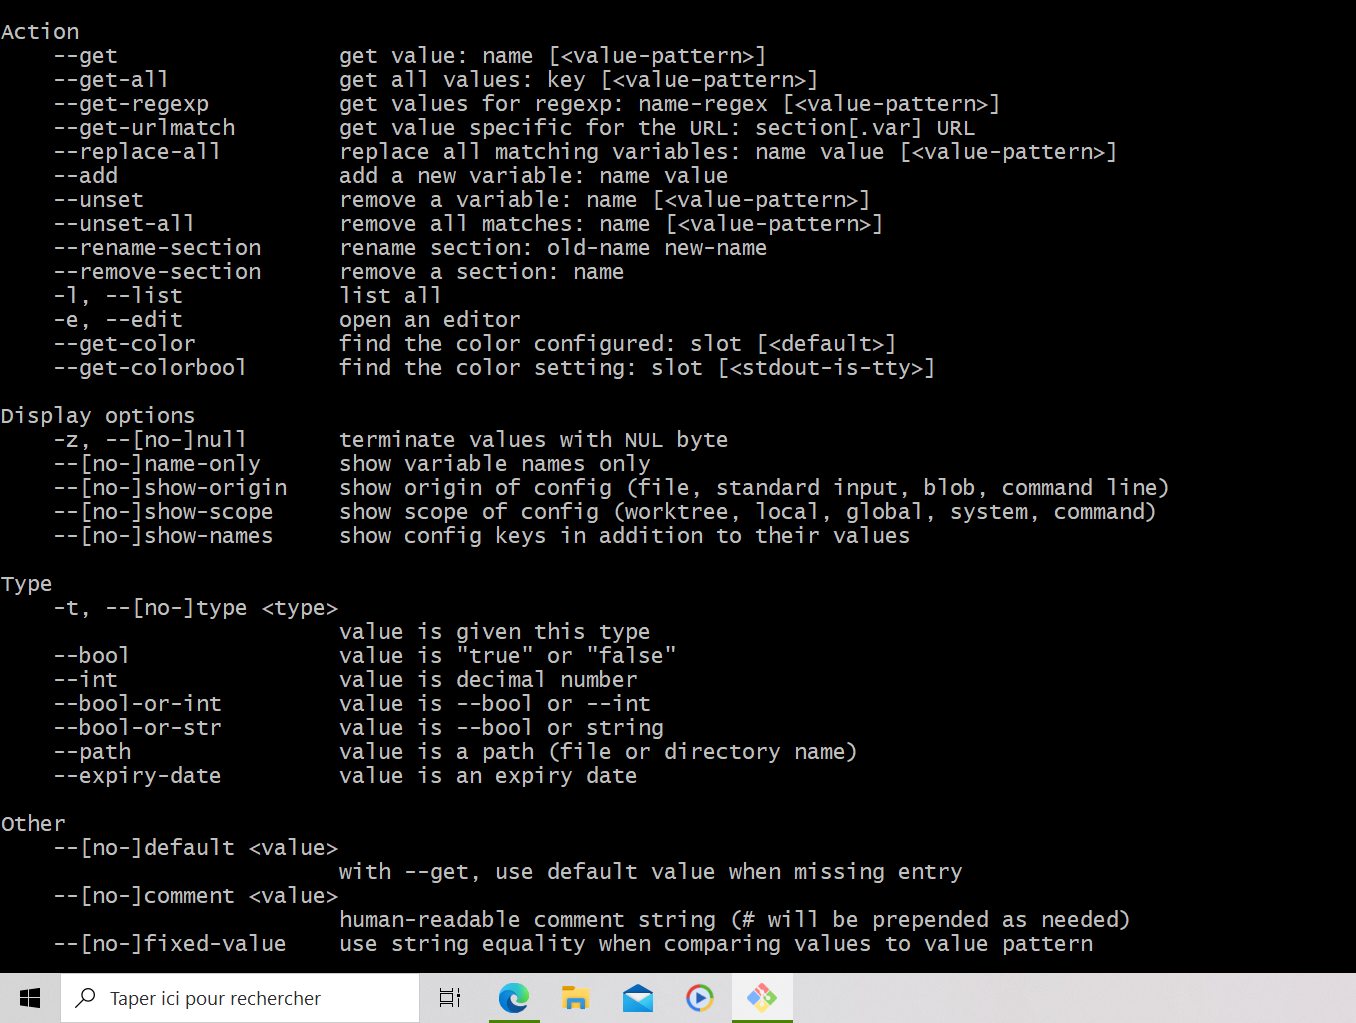 Action
--get get value: name [<value-pattern>]
--get-all get all values: key [<value-pattern>]
--get-regexp get values for regexp: name-regex [<value-pattern>]
--get-urlmatch get value specific for the URL: section[.var] URL
--replace-all replace all matching variables: name value [<value-pattern>]
--add add a new variable: name value
--unset remove a variable: name [<value-pattern>]
--unset-all remove all matches: name [<value-pattern>]
--rename-section rename section: old-name new-name
--remove-section remove a section: name
-l, --list list all
-e, --edit open an editor
--get-color find the color configured: slot [<default>]
--get-colorbool find the color setting: slot [<stdout-is-tty>]
Display options
-z, --[no-]null terminate values with NUL byte
--[no-]name-only show variable names only
--[no-]show-origin show origin of config (file, standard input, blob, command line)
--[no-]show-scope show scope of config (worktree, local, global, system, command)
--[no-]show-names show config keys in addition to their values
Type
-t, --[no-]type <type>
value is given this type
--bool value is "true" or "false"
--int value is decimal number
--bool-or-int value is --bool or --int
--bool-or-str value is --bool or string
--path value is a path (file or directory name)
--expiry-date value is an expiry date
Other
--[no-]default <value>
with --get, use default value when missing entry
--[no-]comment <value>
human-readable comment string (# will be prepended as needed)
--[no-]fixed-value use string equality when comparing values to value pattern
Taper ici pour rechercher